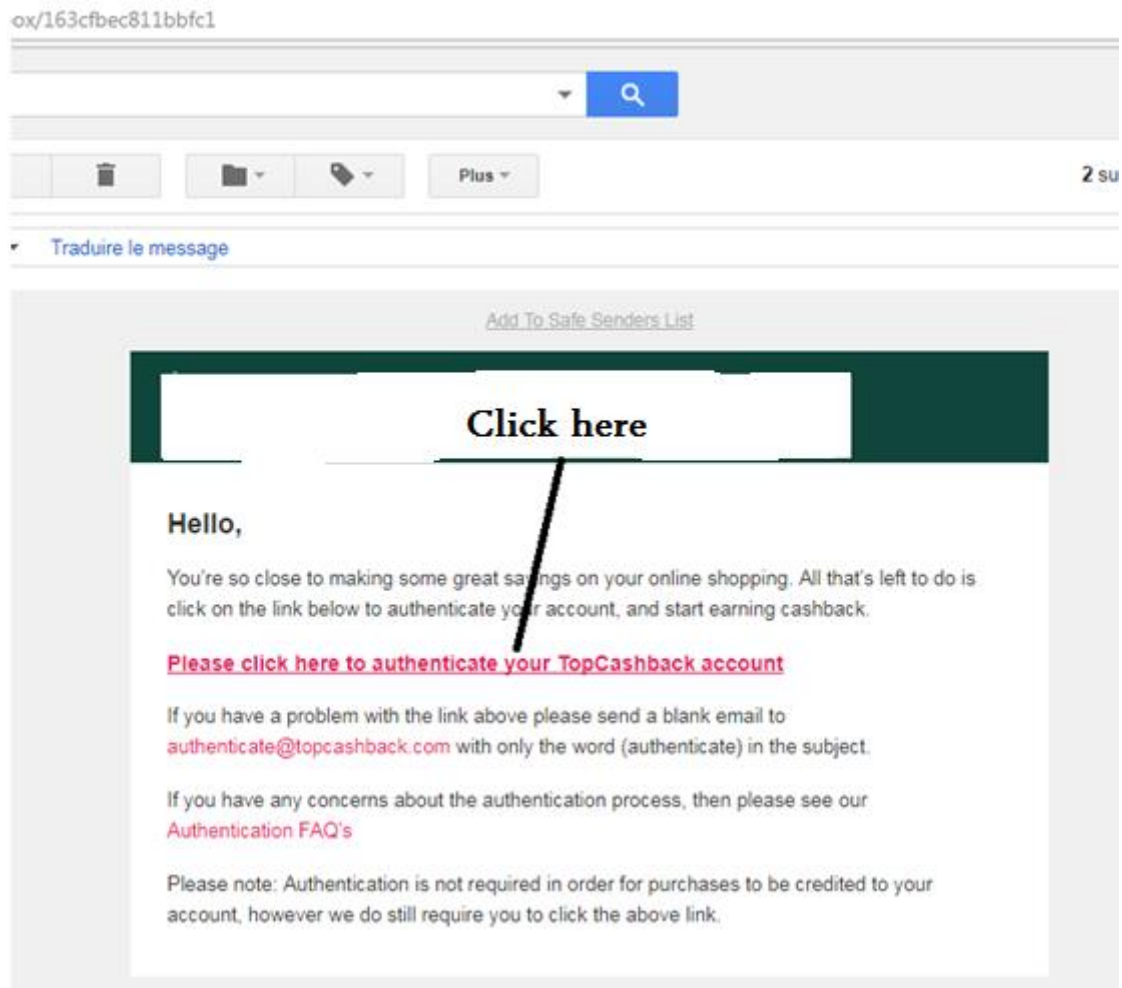 ox/163cfbec811bbfc1
Plus
2 su
Traduire le message
Add To Safe Senders List
Click here
Hello,
You're so close to making some great savings on your online shopping. All that's left to do is
click on the link below to authenticate your account, and start earning cashback.
Please click here to authenticate your TopCashback account
If you have a problem with the link above please send a blank email to
authenticate@topcashback.com with only the word (authenticate) in the subject.
If you have any concerns about the authentication process, then please see our
Authentication FAQ's
Please note: Authentication is not required in order for purchases to be credited to your
account, however we do still require you to click the above link.